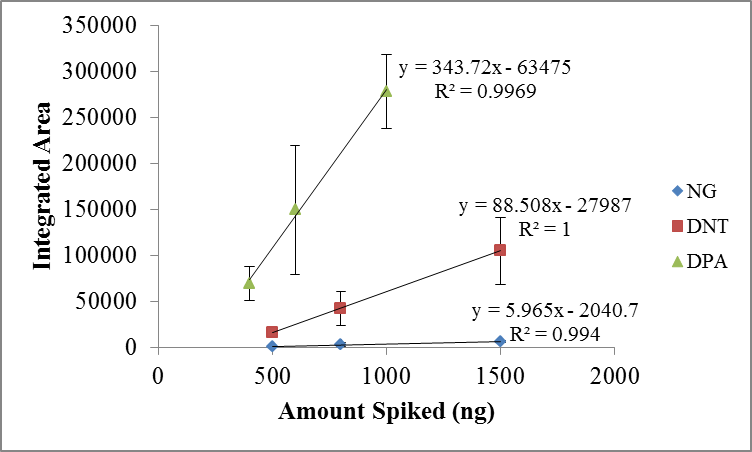 350000
300000
250000
200000
150000
100000
50000
0
Integrated Area
y = 343.72x - 63475
R² = 0.9969
y = 88.508x - 27987
R² = 1
y = 5.965x - 2040.7
R² = 0.994
NG
DNT
DPA
0 500 1000 1500 2000
Amount Spiked (ng)